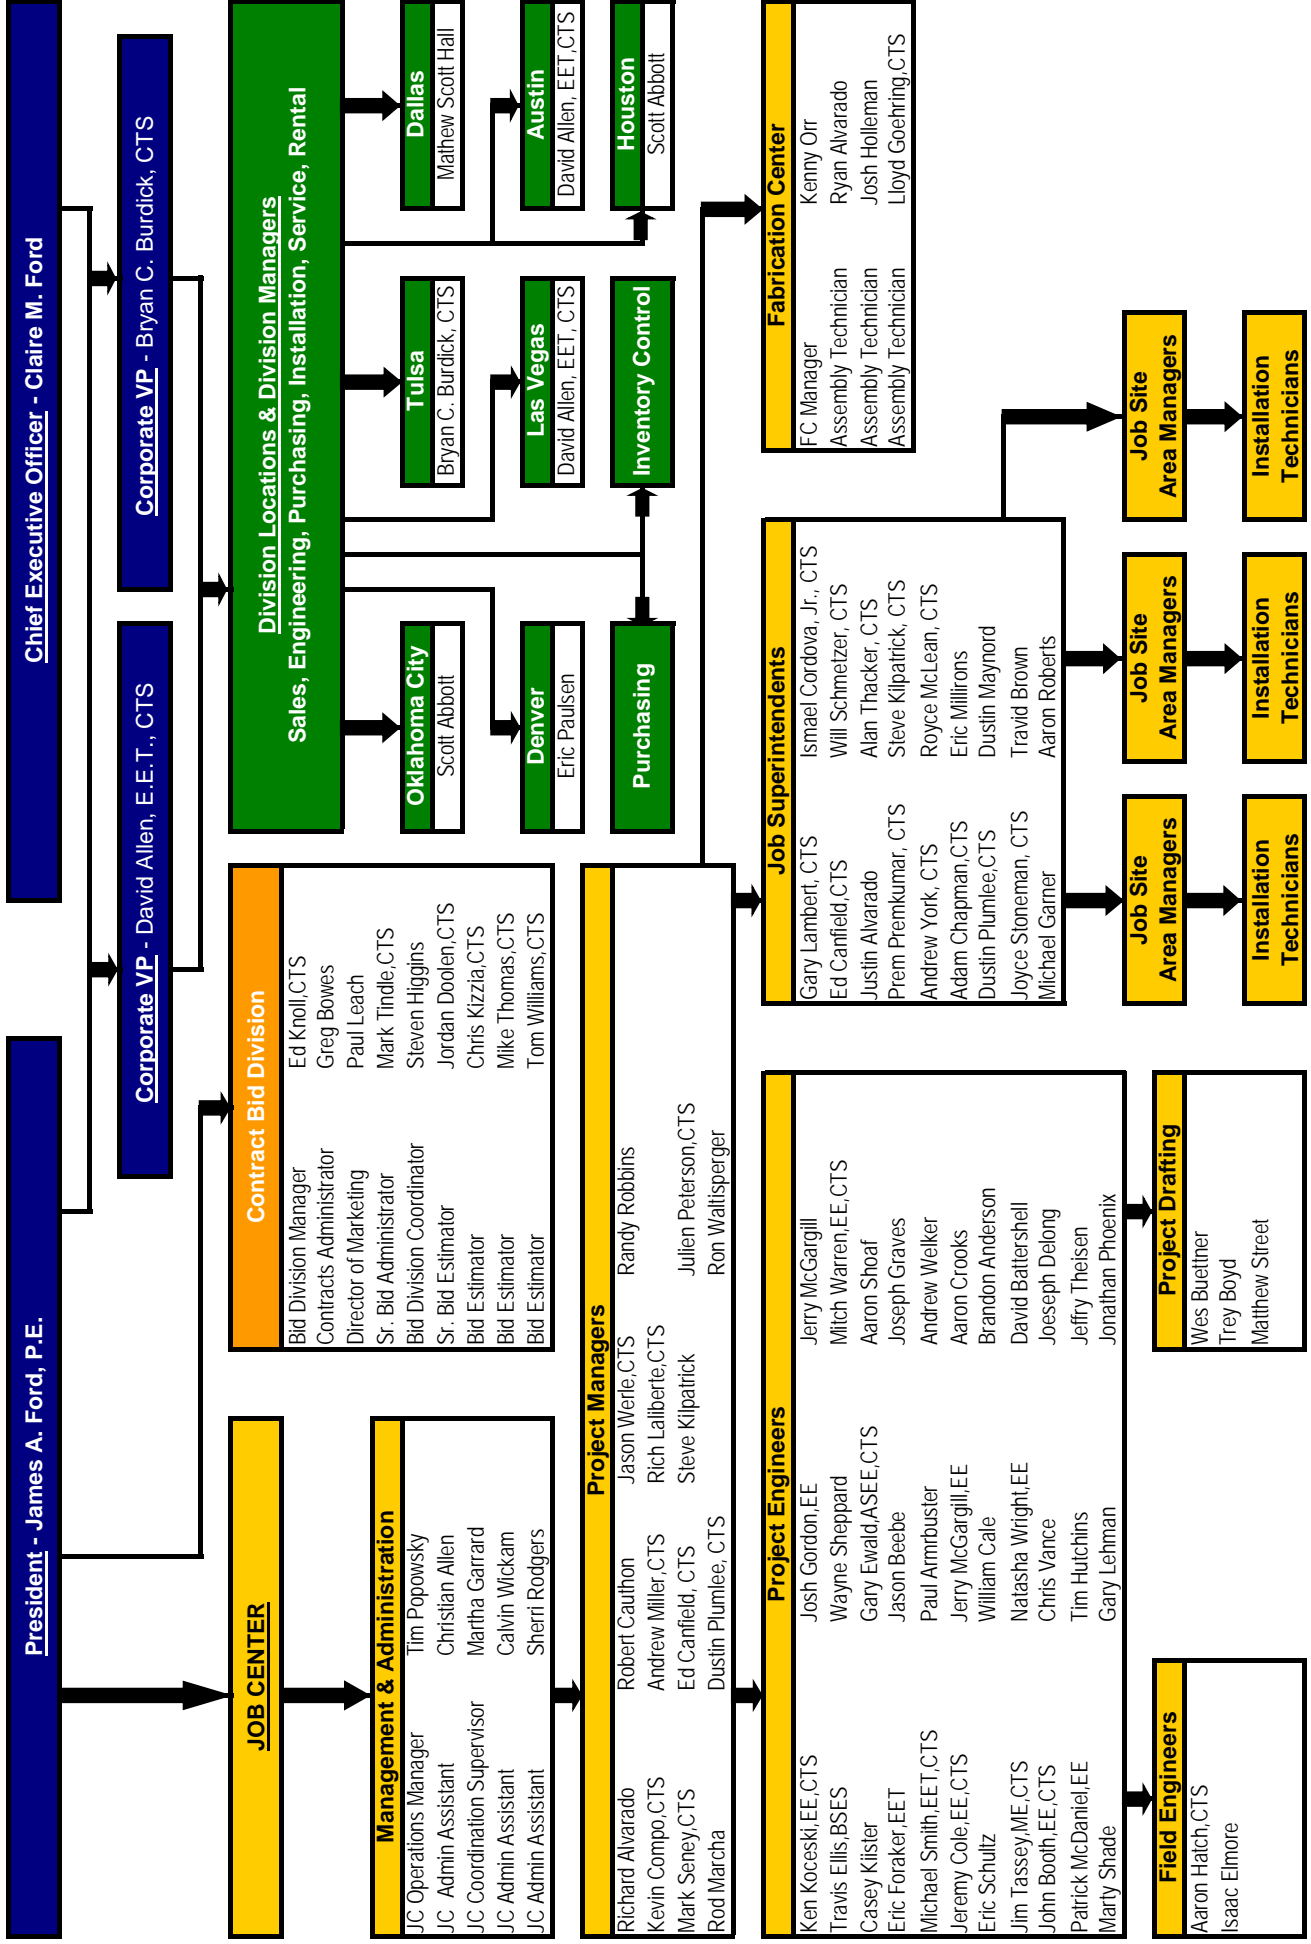 President - James A. Ford, P.E.
Chief Executive Officer - Claire M. Ford
Corporate VP - David Allen, E.E.T., CTS
Corporate VP - Bryan C. Burdick, CTS
JOB CENTER
Management & Administration
JC Operations Manager Tim Popowsky
JC Admin Assistant Christian Allen
JC Coordination Supervisor Martha Garrard
JC Admin Assistant Calvin Wickam
JC Admin Assistant Sherri Rodgers
Contract Bid Division
Bid Division Manager Ed Knoll,CTS
Contracts Administrator Greg Bowes
Director of Marketing Paul Leach
Sr. Bid Administrator Mark Tindle,CTS
Bid Division Coordinator Steven Higgins
Sr. Bid Estimator Jordan Doolen,CTS
Bid Estimator Chris Kizzia,CTS
Bid Estimator Mike Thomas,CTS
Bid Estimator Tom Williams,CTS
Division Locations & Division Managers
Sales, Engineering, Purchasing, Installation, Service, Rental
Oklahoma City
Scott Abbott
Tulsa
Bryan C. Burdick, CTS
Dallas
Mathew Scott Hall
Denver
Eric Paulsen
Las Vegas
David Allen, EET, CTS
Austin
David Allen, EET,CTS
Purchasing
Inventory Control
Houston
Scott Abbott
Project Managers
Richard Alvarado Robert Cauthon Jason Werle,CTS Randy Robbins
Kevin Compo,CTS Andrew Miller,CTS Rich Laliberte,CTS
Mark Seney,CTS Ed Canfield, CTS Steve Kilpatrick Julien Peterson,CTS
Rod Marcha Dustin Plumlee, CTS Ron Waltisperger
Project Engineers
Ken Koceski,EE,CTS Josh Gordon,EE Jerry McGargill
Travis Ellis,BSES Wayne Sheppard Mitch Warren,EE,CTS
Casey Klister Gary Ewald,ASEE,CTS Aaron Shoaf
Eric Foraker,EET Jason Beebe Joseph Graves
Michael Smith,EET,CTS Paul Armrbuster Andrew Welker
Jeremy Cole,EE,CTS Jerry McGargill,EE Aaron Crooks
Eric Schultz William Cale Brandon Anderson
Jim Tassey,ME,CTS Natasha Wright,EE David Battershell
John Booth,EE,CTS Chris Vance Joeseph Delong
Patrick McDaniel,EE Tim Hutchins Jeffry Theisen
Marty Shade Gary Lehman Jonathan Phoenix
Job Superintendents
Gary Lambert, CTS Ismael Cordova, Jr., CTS
Ed Canfield,CTS Will Schmetzer, CTS
Justin Alvarado Alan Thacker, CTS
Prem Premkumar, CTS Steve Kilpatrick, CTS
Andrew York, CTS Royce McLean, CTS
Adam Chapman,CTS Eric Millirons
Dustin Plumlee,CTS Dustin Maynord
Joyce Stoneman, CTS Travid Brown
Michael Garner Aaron Roberts
Fabrication Center
FC Manager Kenny Orr
Assembly Technician Ryan Alvarado
Assembly Technician Josh Holleman
Assembly Technician Lloyd Goehring,CTS
Field Engineers
Aaron Hatch,CTS
Isaac Elmore
Project Drafting
Wes Buettner
Trey Boyd
Matthew Street
Job Site
Area Managers
Job Site
Area Managers
Job Site
Area Managers
Installation
Technicians
Installation
Technicians
Installation
Technicians